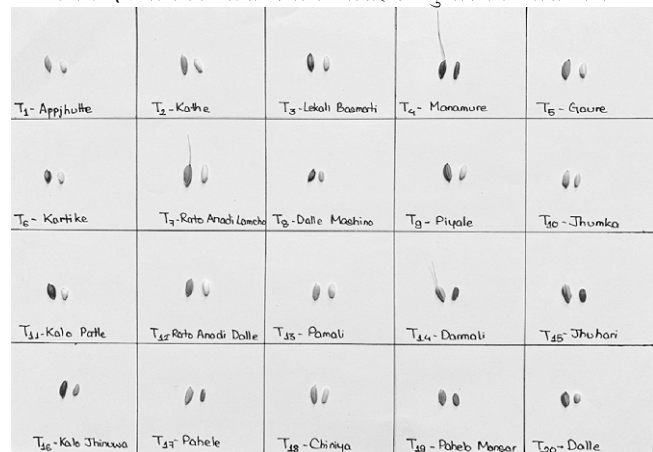 T1- Appjhutte
T2- Kathe
T3- Lekali Basmati
T4- Manamure
T5- Gaure
T6- Kartike
T7- Rato Anadi Lamcho
T8- Dalle Mashino
T9- Piyale
T10- Jhumka
T11- Kalo Patle
T12- Rato Anadi Dalle
T13- Pamali
T14- Darmali
T15- Jhuhari
T16- Kalo Jhinuwa
T17- Pahele
T18- Chiniya
T19- Pahelo Mansar
T20- Dalle